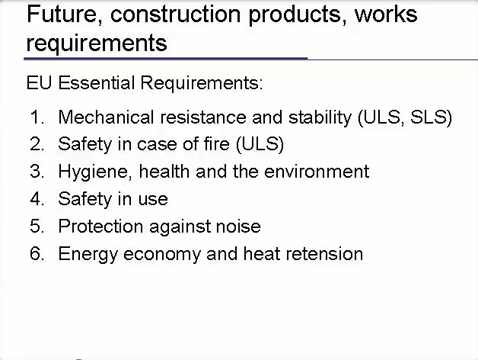 Future, construction products, works
requirements
EU Essential Requirements:
1. Mechanical resistance and stability (ULS, SLS)
2. Safety in case of fire (ULS)
3. Hygiene, health and the environment
4. Safety in use
5. Protection against noise
6. Energy economy and heat retension